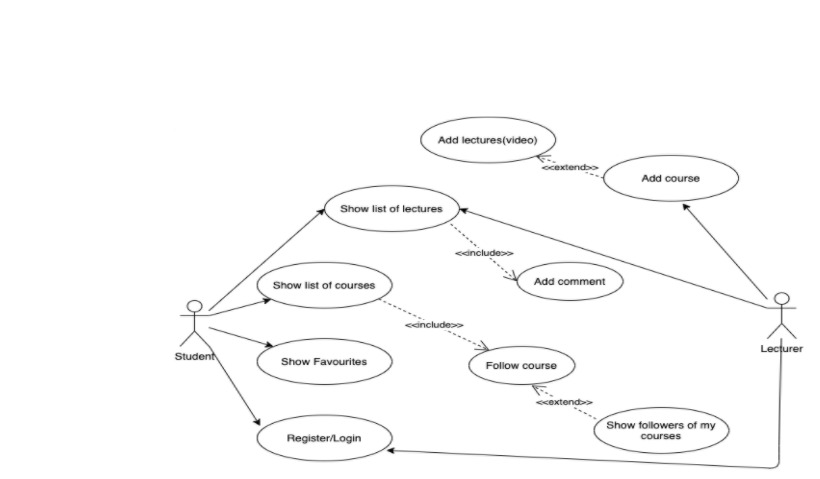 Add lectures(video)
<<extend>>
Add course
Show list of lectures
<<include>>
Add comment
Show list of courses
<<include>>
Student
Show Favourites
Follow course
Lecturer
<<extend>>
Show followers of my
courses
Register/Login